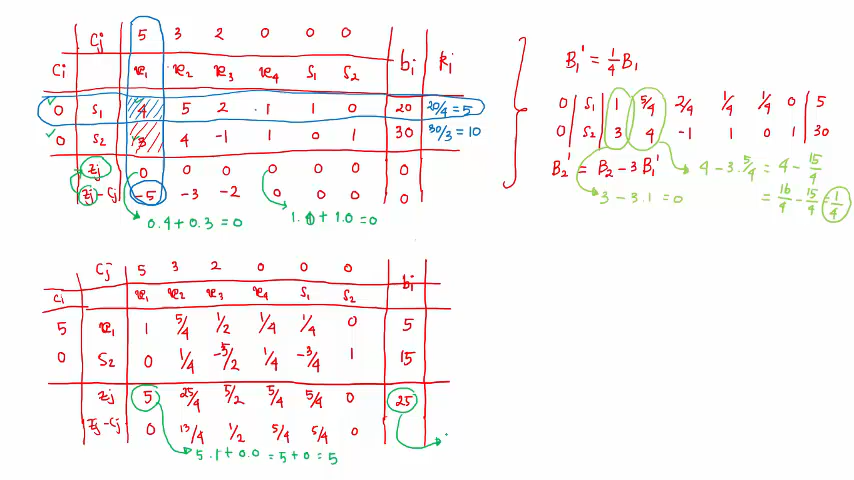 Cj 5 3 2 0 0 0
Ci x1 x2 x3 x4 S1 S2 bi Ri
0 S1 4 5 2 1 1 0 20 20/4 = 5
0 S2 3 4 -1 1 0 1 30 30/3 = 10
Zj 0 0 0 0 0 0 0
Zj - Cj -5 -3 -2 0 0 0 0
0.4 + 0.3 = 0
1.0 + 1.0 = 0
B1' = 1/4 B1
0 S1 1 5/4 2/4 1/4 1/4 0 5
0 S2 3 4 -1 1 0 1 30
B2' = B2 - 3 B1'
4 - 3.5/4 = 4 - 15/4
3 - 3.1 = 0
= 16/4 - 15/4 = 1/4
Cj 5 3 2 0 0 0 bi
Ci x1 x2 x3 x4 S1 S2
5 x1 1 5/4 1/2 1/4 1/4 0 5
0 S2 0 1/4 -5/2 1/4 -3/4 1 15
Zj 5 25/4 5/2 5/4 5/4 0 25
Zj - Cj 0 13/4 1/2 5/4 5/4 0
5.1 + 0.0 = 5 + 0 = 5